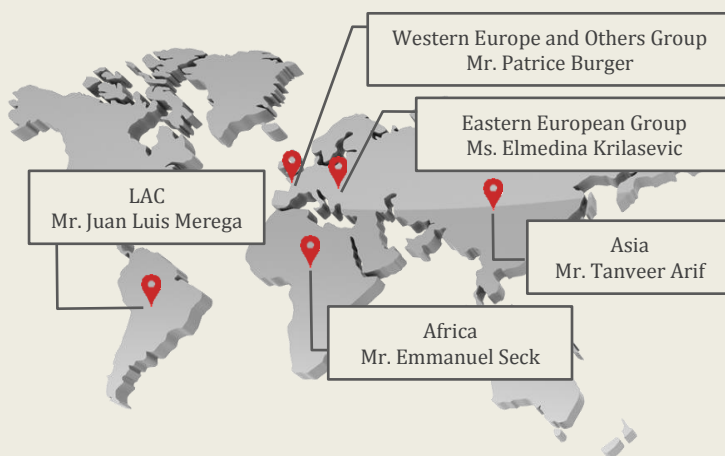 Western Europe and Others Group
Mr. Patrice Burger
Eastern European Group
Ms. Elmedina Krilasevic
LAC
Mr. Juan Luis Merega
Asia
Mr. Tanveer Arif
Africa
Mr. Emmanuel Seck